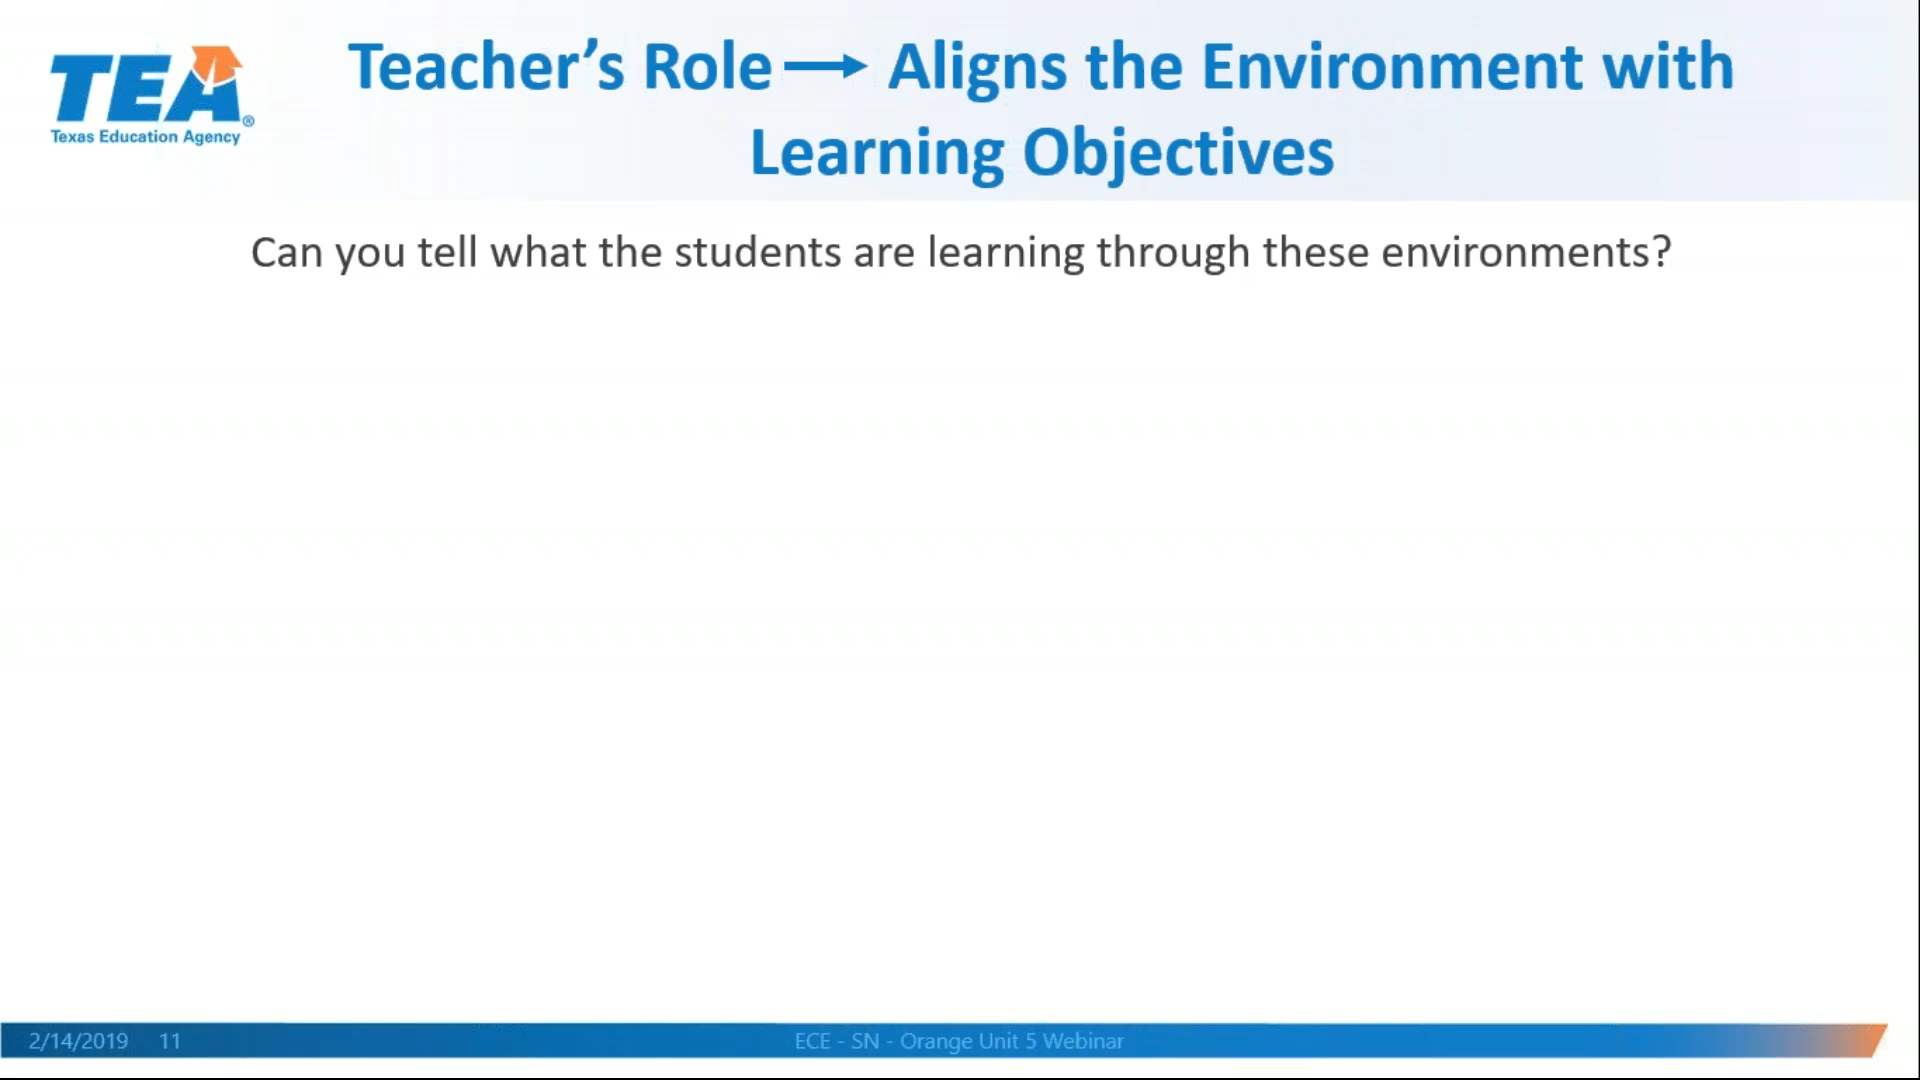 TEA®
Texas Education Agency
Teacher’s Role → Aligns the Environment with
Learning Objectives
Can you tell what the students are learning through these environments?
2/14/2019 11 ECE - SN - Orange Unit 5 Webinar